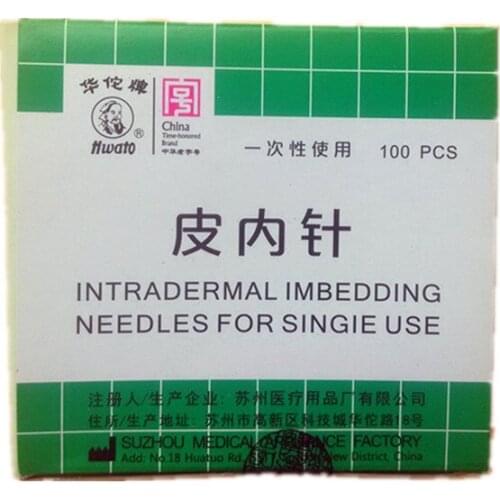 华佗牌
Hwato ®
号
China
Time-honored
Brand
中华老字号
一次性使用 100 PCS
皮内针
INTRADERMAL IMBEDDING
NEEDLES FOR SINGIE USE
注册人/生产企业: 苏州医疗用品厂有限公司
住所/生产地址: 苏州市高新区科技城华佗路18号
SUZHOU MEDICAL APPLIANCE FACTORY
Add: No.18 Huatuo Rd., New District, China